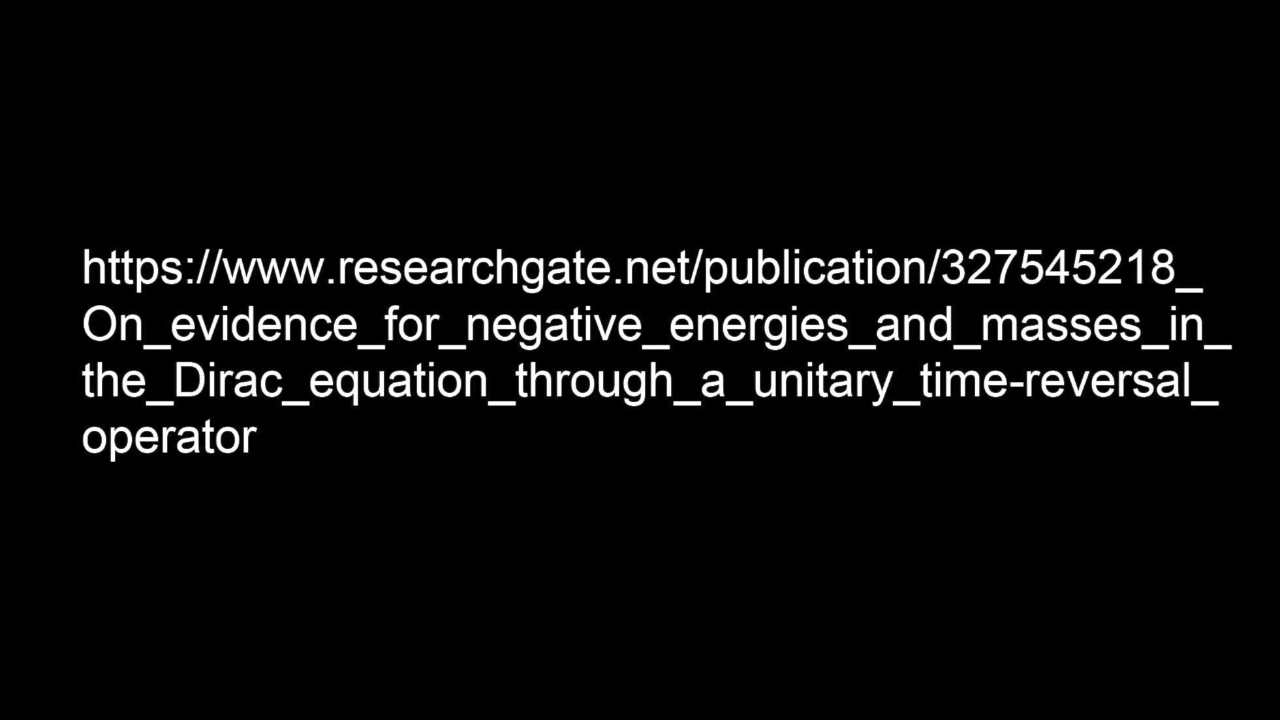 https://www.researchgate.net/publication/327545218_
On_evidence_for_negative_energies_and_masses_in_
the_Dirac_equation_through_a_unitary_time-reversal_
operator